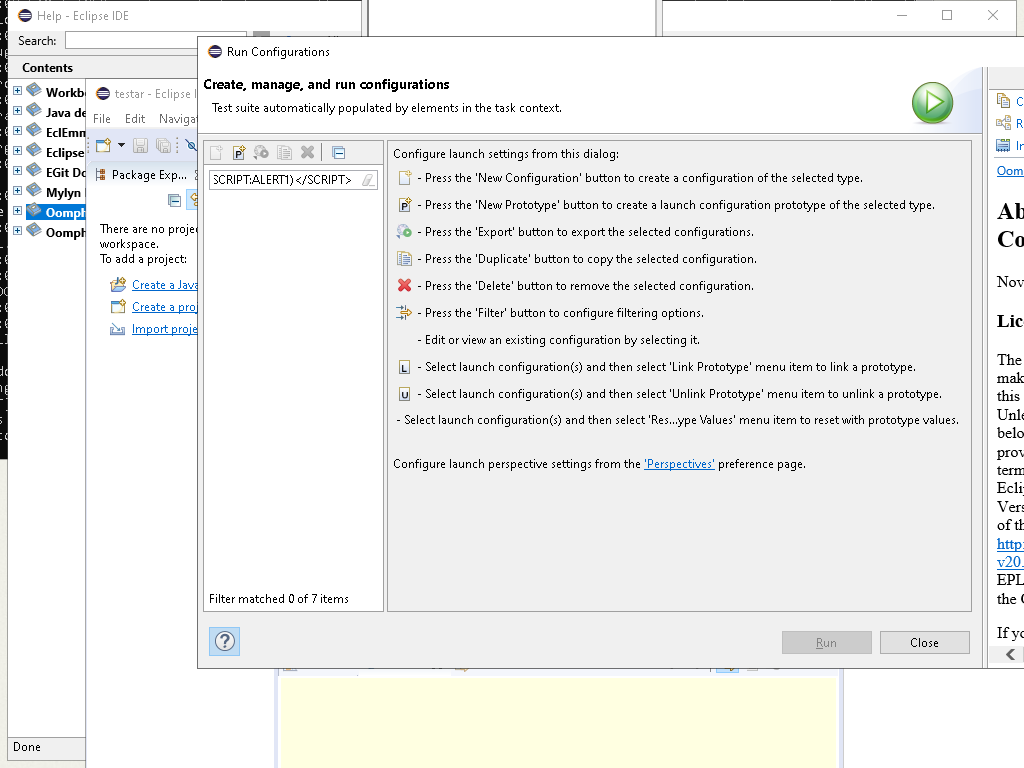 Help - Eclipse IDE
Search:
Contents
Java de
Eclipse
EGit Do
Mylyn
Oomph
Oomph
testar - Eclipse I
File Edit Navigat
Package Exp...
There are no proje
workspace.
To add a project:
Create a Java
Create a pro
Import proje
Done
Run Configurations
Create, manage, and run configurations
Test suite automatically populated by elements in the task context.
SCRIPT:ALERT1)</SCRIPT>
Filter matched 0 of 7 items
Configure launch settings from this dialog:
- Press the 'New Configuration' button to create a configuration of the selected type.
P - Press the 'New Prototype' button to create a launch configuration prototype of the selected type.
- Press the 'Export' button to export the selected configurations.
- Press the 'Duplicate' button to copy the selected configuration.
- Press the 'Delete' button to remove the selected configuration.
- Press the 'Filter' button to configure filtering options.
- Edit or view an existing configuration by selecting it.
L - Select launch configuration(s) and then select 'Link Prototype' menu item to link a prototype.
U - Select launch configuration(s) and then select 'Unlink Prototype' menu item to unlink a prototype.
- Select launch configuration(s) and then select 'Res...ype Values' menu item to reset with prototype values.
Configure launch perspective settings from the 'Perspectives' preference page.
?
Run
Close
C
R
In
Oom
Ab
Co
Nov
Lic
The
mak
this
Unle
belo
prov
term
Ecli
Vers
of th
http:
v20.
EPL
the
If yo